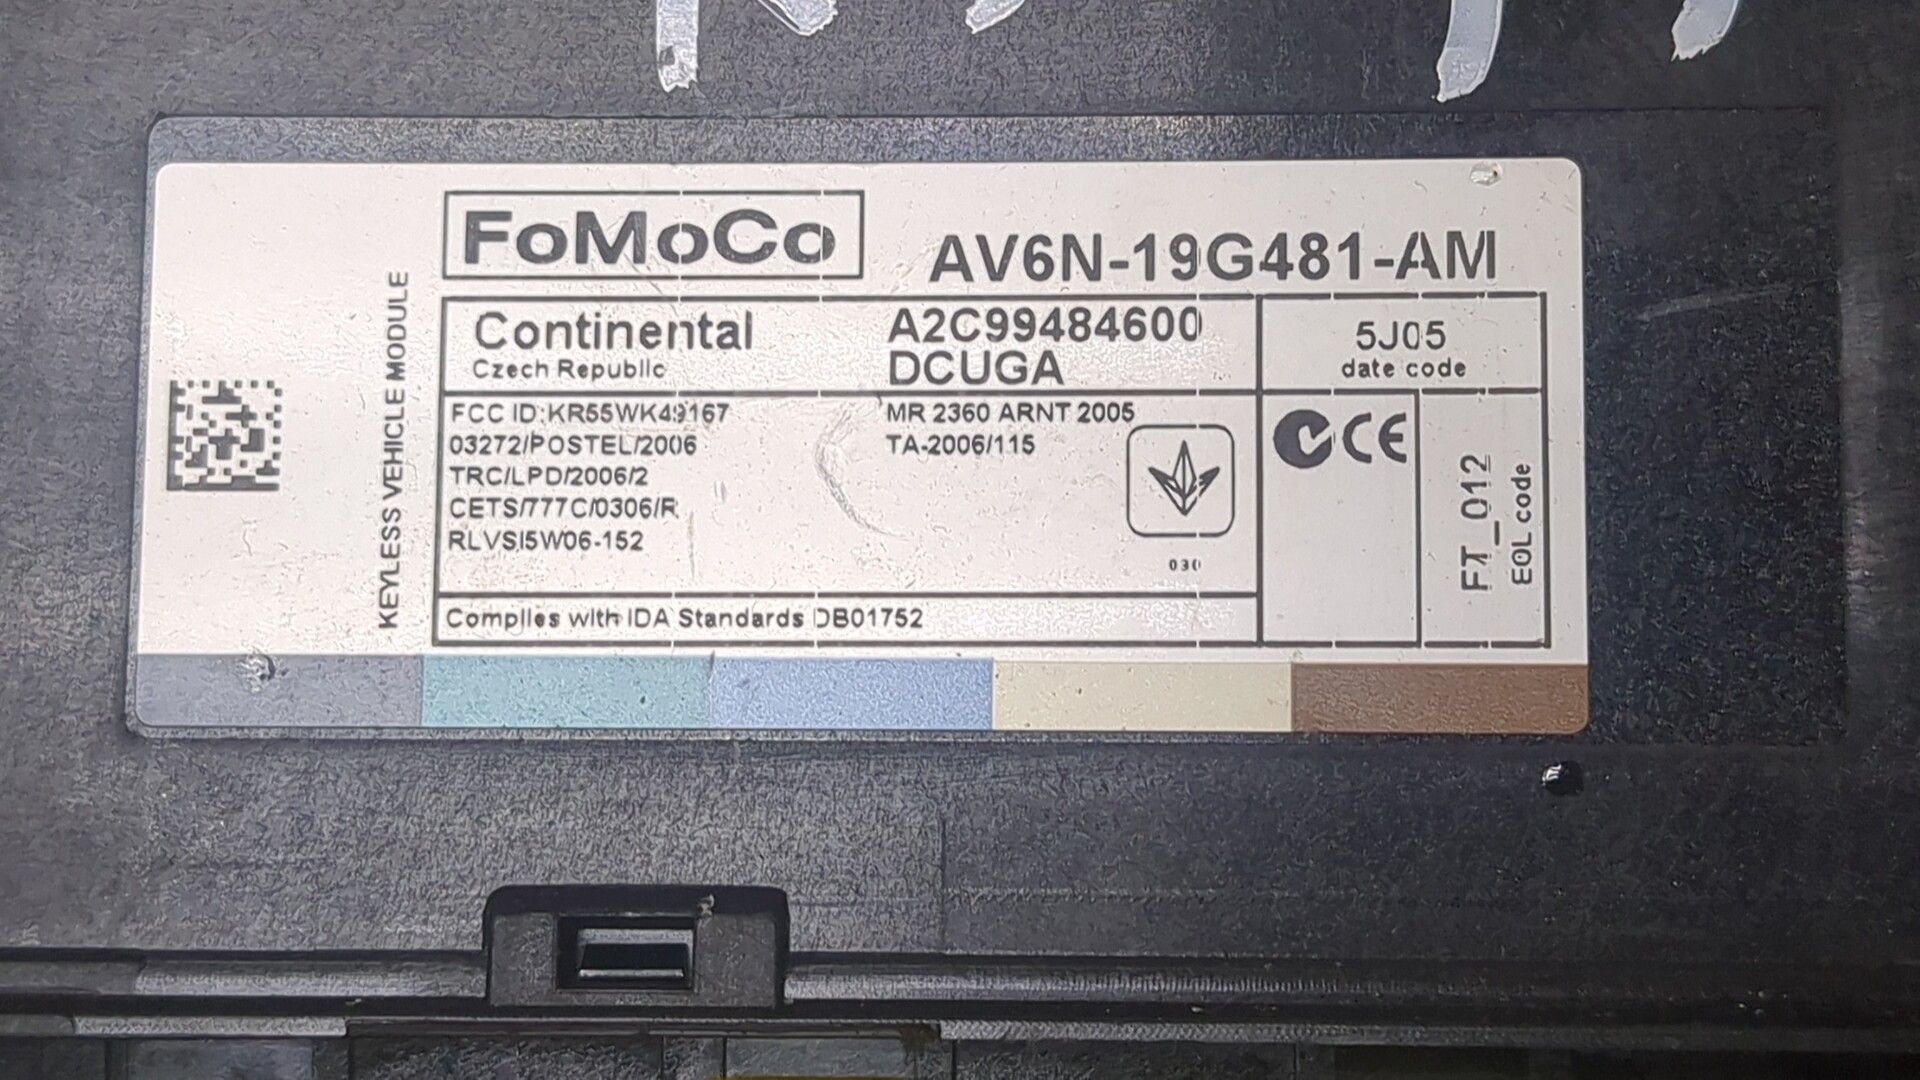 FoMoCo
AV6N-19G481-AM
KEYLESS VEHICLE MODULE
Continental
Czech Republic
A2C99484600
DCUGA
5J05
date code
FCC ID:KR55WK49167
03272/POSTEL/2006
TRC/LPD/2006/2
CETS/777C/0306/R
RLVSI5W06-152
MR 2360 ARNT 2005
TA-2006/115
030
CE
FT_012
EOL code
Complies with IDA Standards DB01752